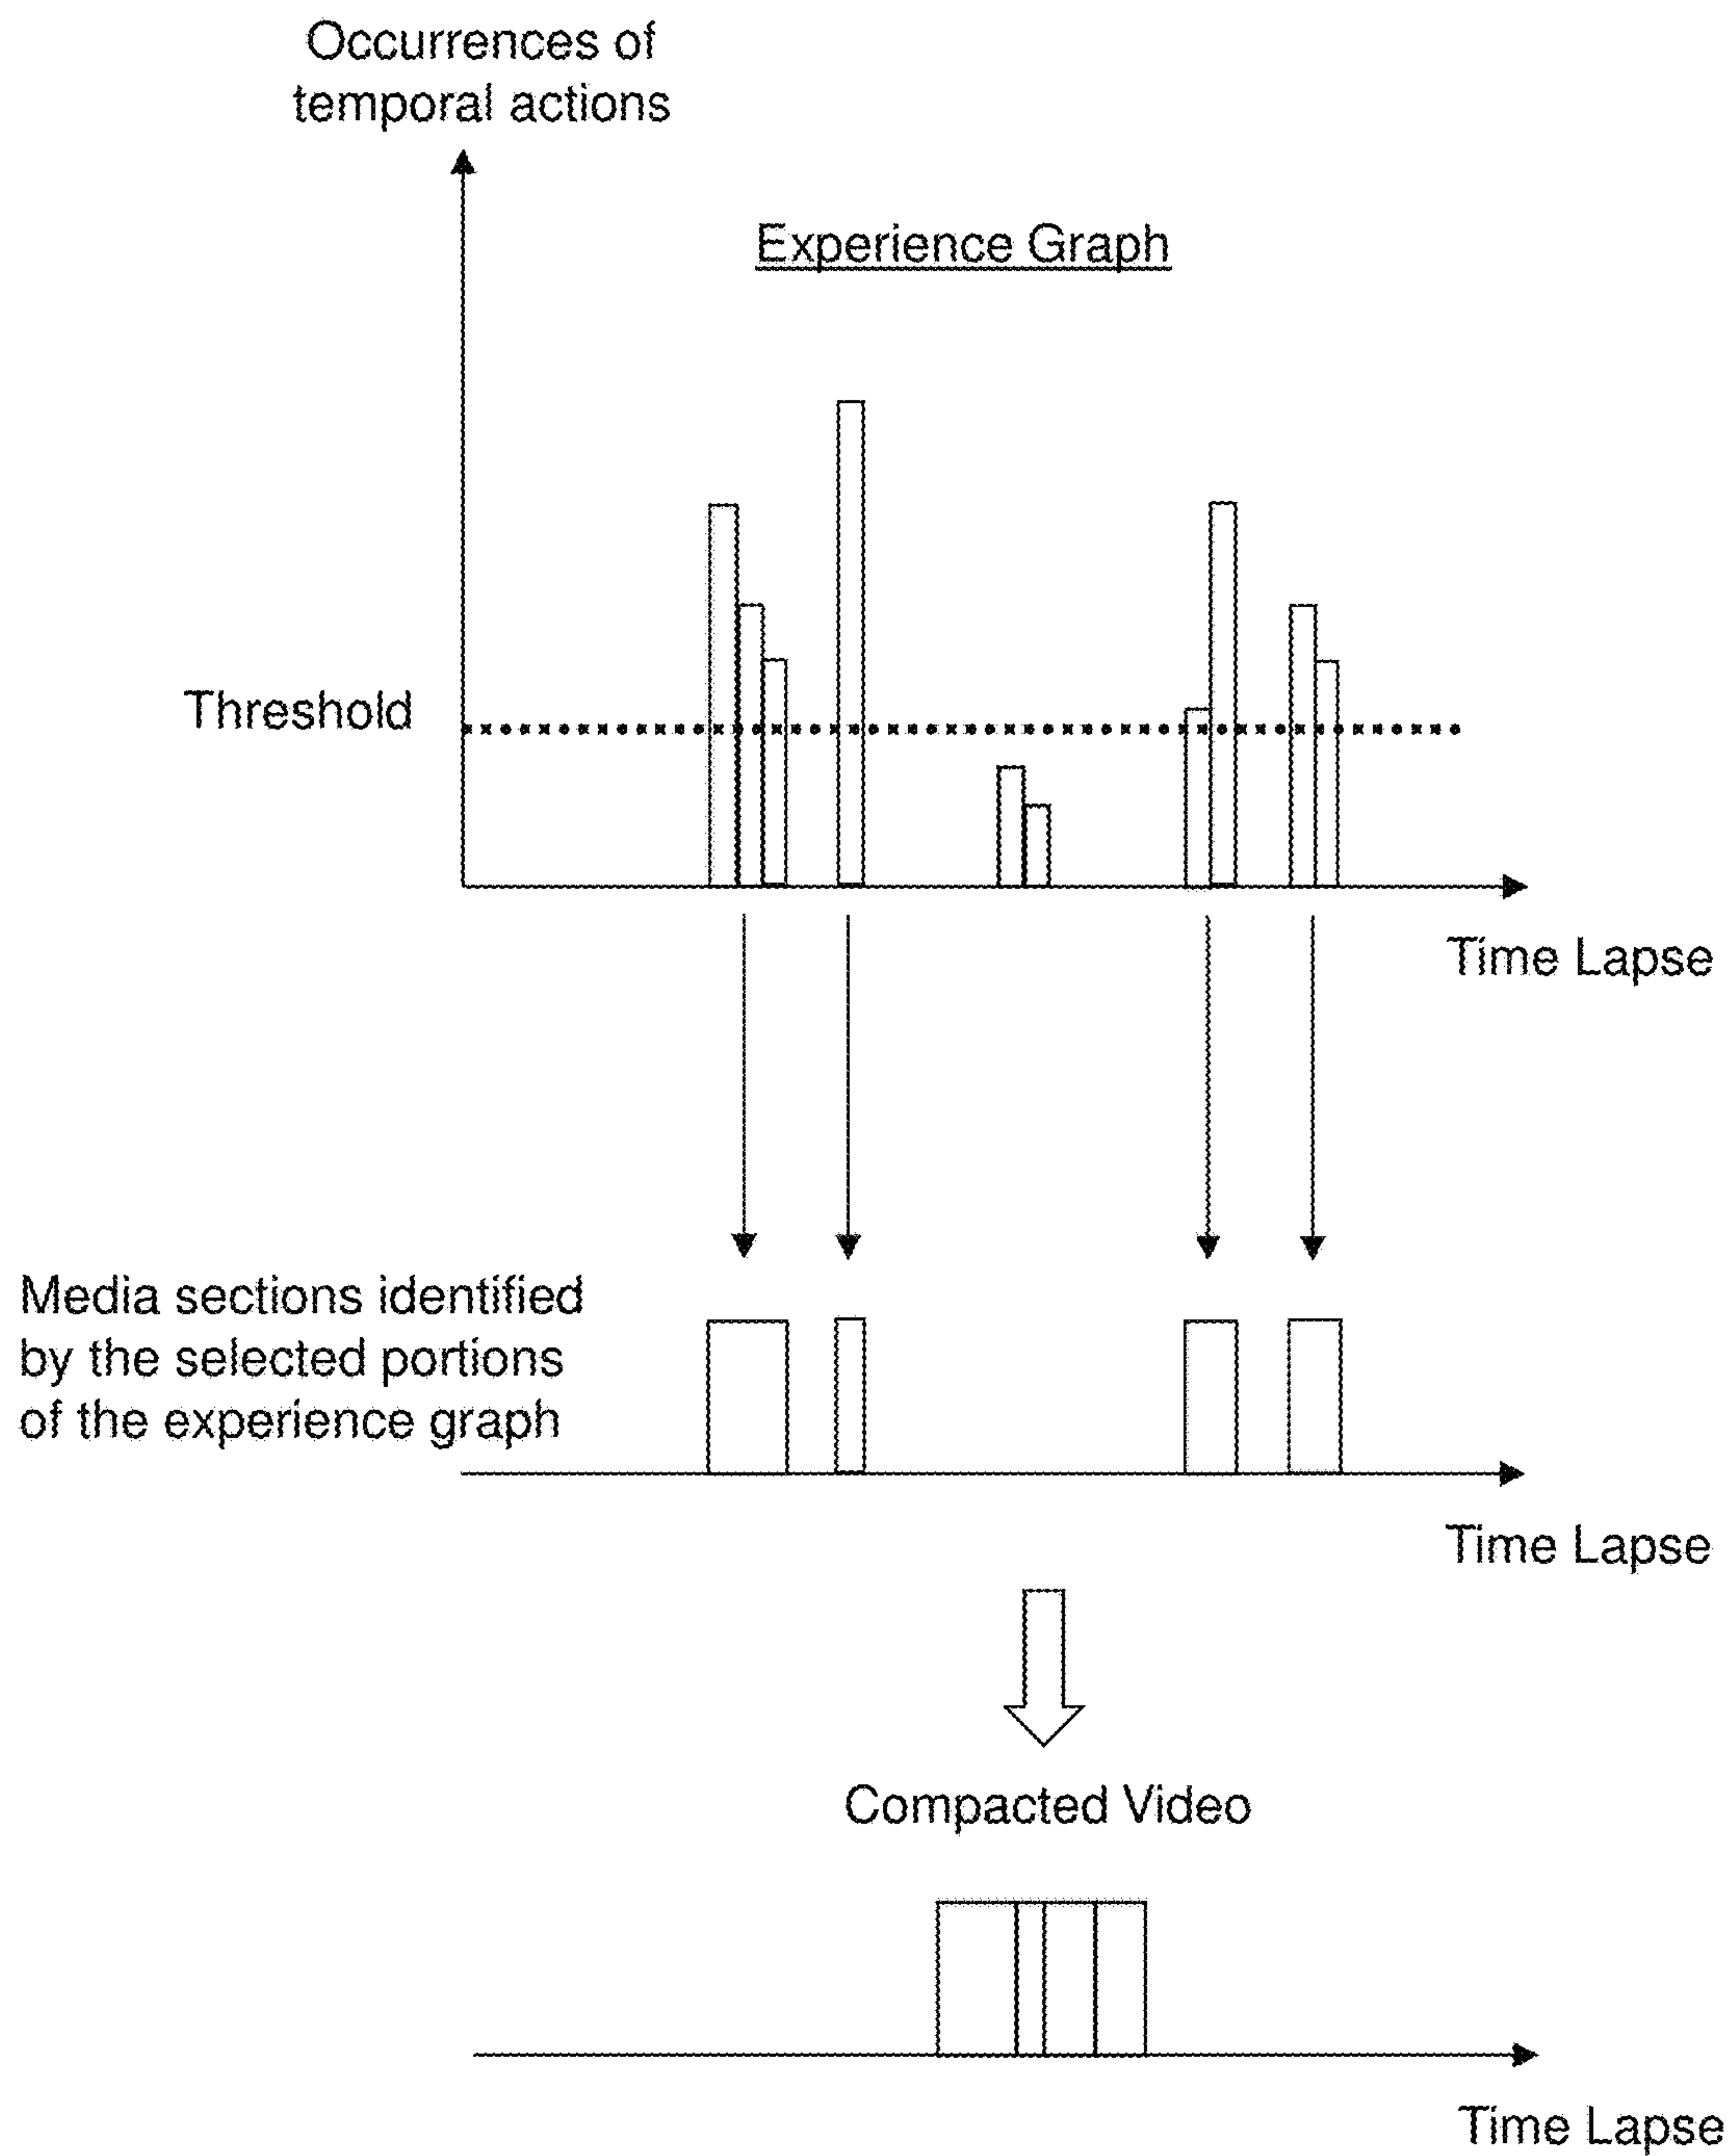 Occurrences of
temporal actions
Experience Graph
Threshold
Time Lapse
Media sections identified
by the selected portions
of the experience graph
Time Lapse
Compacted Video
Time Lapse